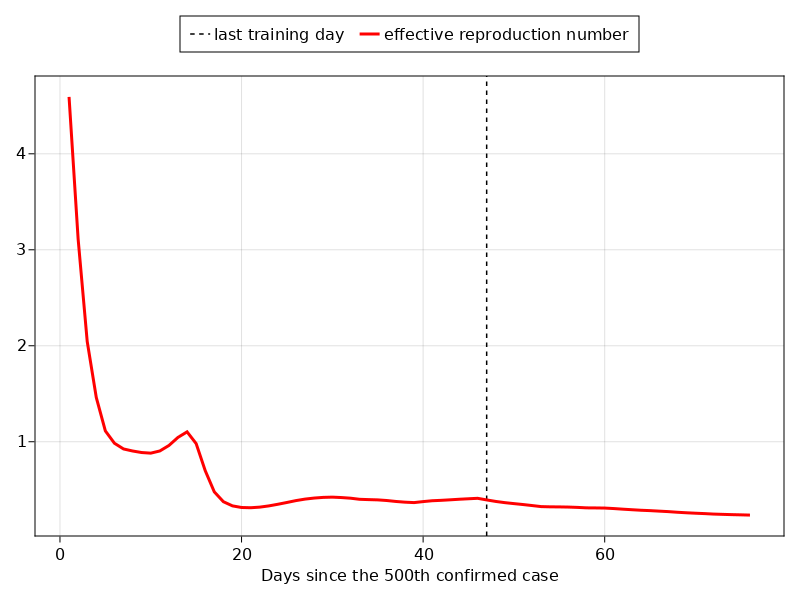 last training day effective reproduction number
4
3
2
1
0 20 40 60
Days since the 500th confirmed case